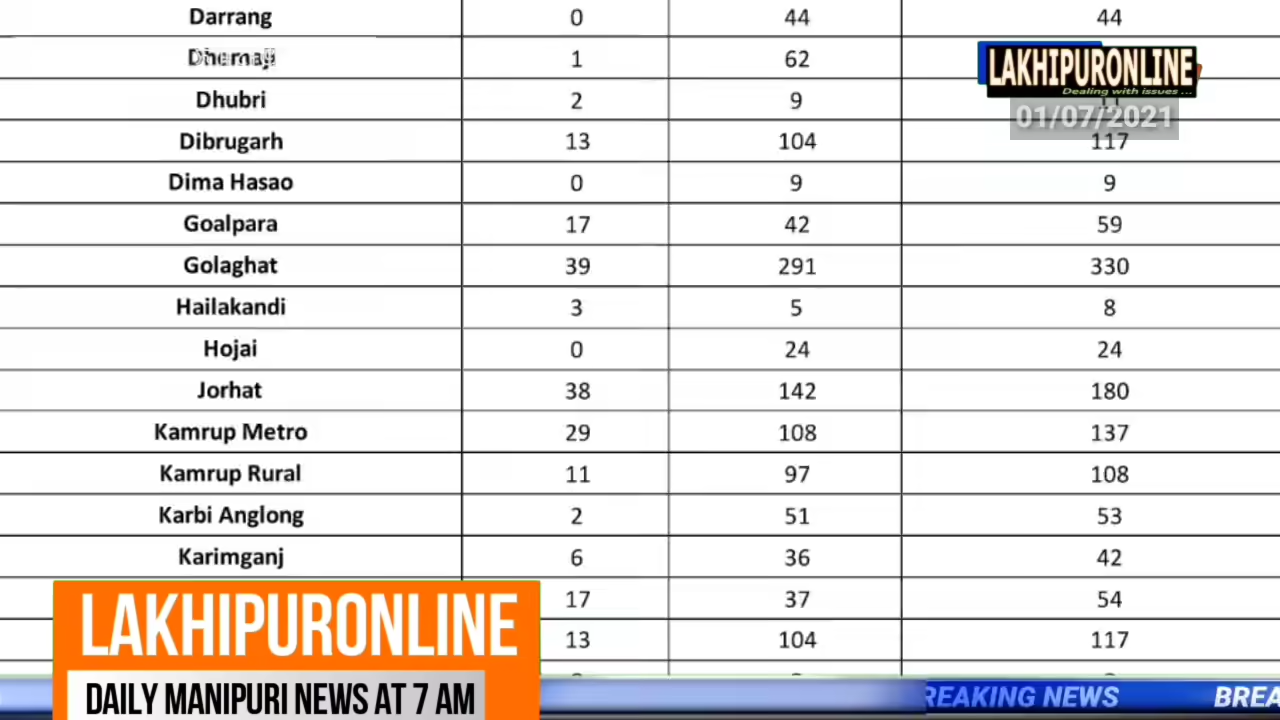 Darrang 0 44 44
Dhemaji 1 62
LAKHIPURONLINE
Dealing with issues ...
01/07/2021
Dhubri 2 9 11
Dibrugarh 13 104 117
Dima Hasao 0 9 9
Goalpara 17 42 59
Golaghat 39 291 330
Hailakandi 3 5 8
Hojai 0 24 24
Jorhat 38 142 180
Kamrup Metro 29 108 137
Kamrup Rural 11 97 108
Karbi Anglong 2 51 53
Karimganj 6 36 42
17 37 54
13 104 117
LAKHIPURONLINE
DAILY MANIPURI NEWS AT 7 AM
REAKING NEWS BREA